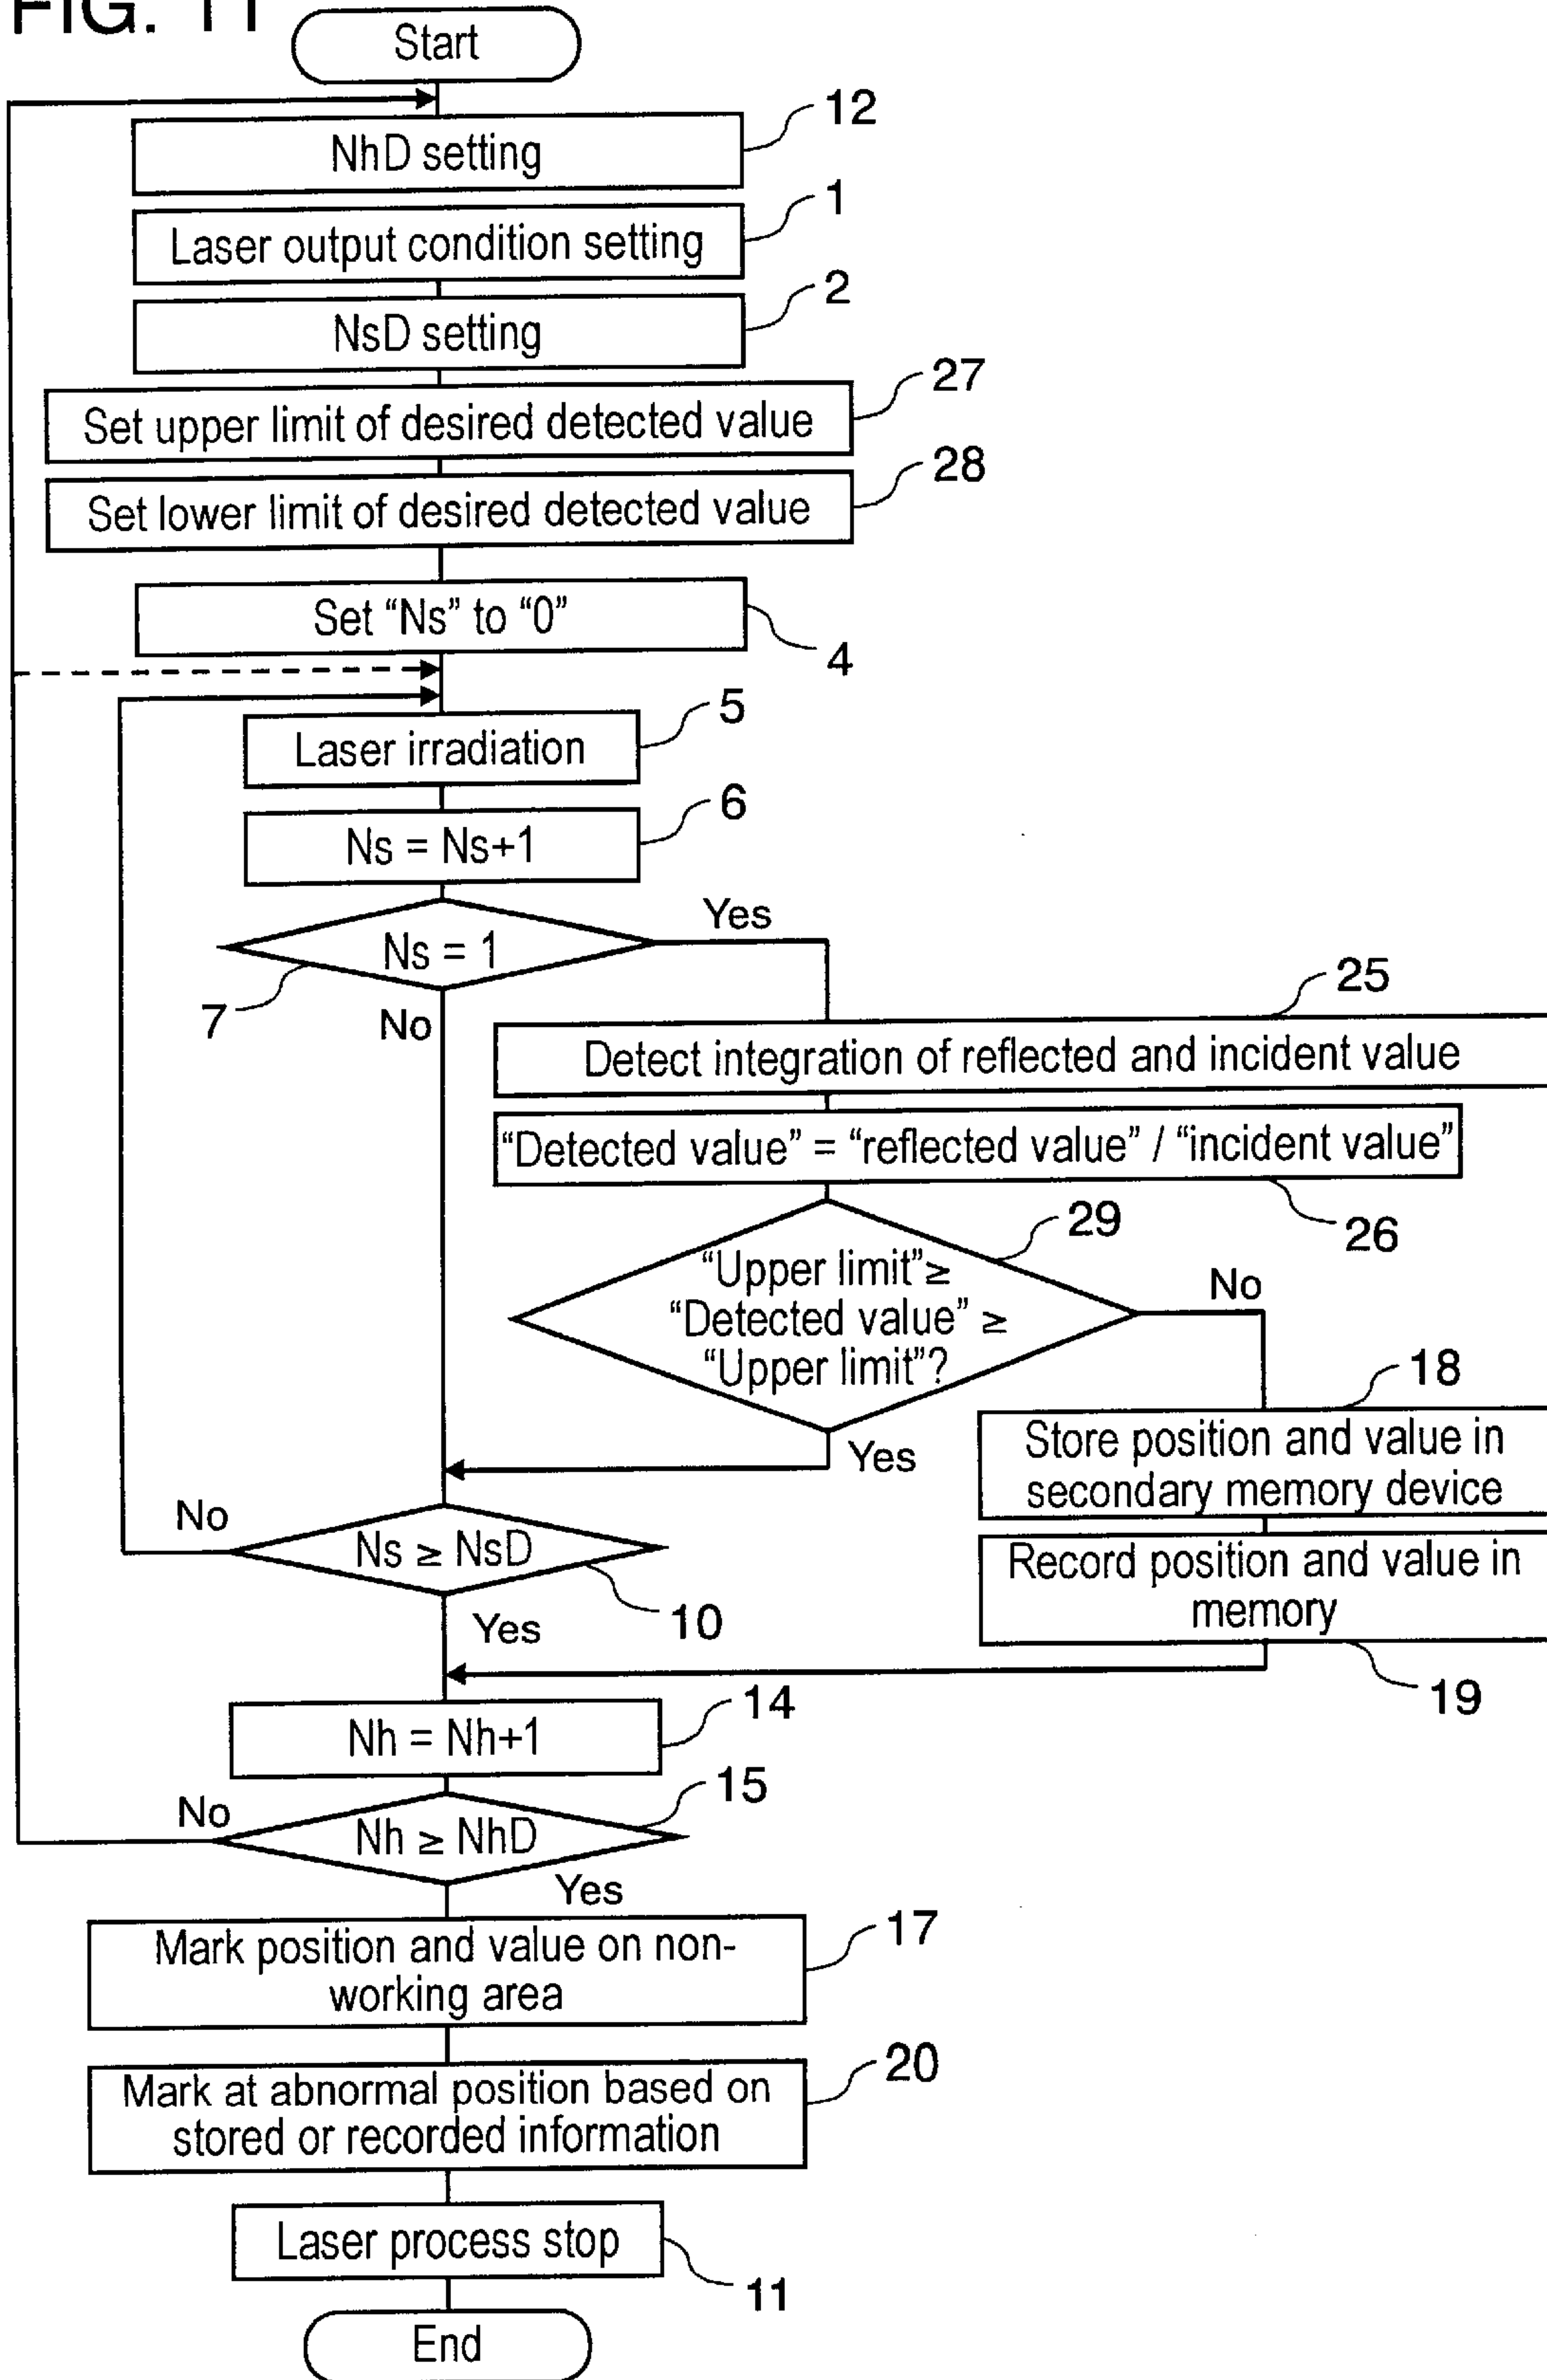 FIG. 11
Start
12
NhD setting
1
Laser output condition setting
2
NsD setting
27
Set upper limit of desired detected value
28
Set lower limit of desired detected value
Set “Ns” to “0”
4
5
Laser irradiation
6
Ns = Ns+1
Yes
Ns = 1
7
No
25
Detect integration of reflected and incident value
“Detected value” = “reflected value” / “incident value”
26
29
“Upper limit”≥
“Detected value” ≥
“Upper limit”?
No
Yes
18
Store position and value in
secondary memory device
No
Ns ≥ NsD
10
Yes
Record position and value in
memory
19
14
Nh = Nh+1
15
No
Nh ≥ NhD
Yes
17
Mark position and value on non-
working area
20
Mark at abnormal position based on
stored or recorded information
Laser process stop
11
End